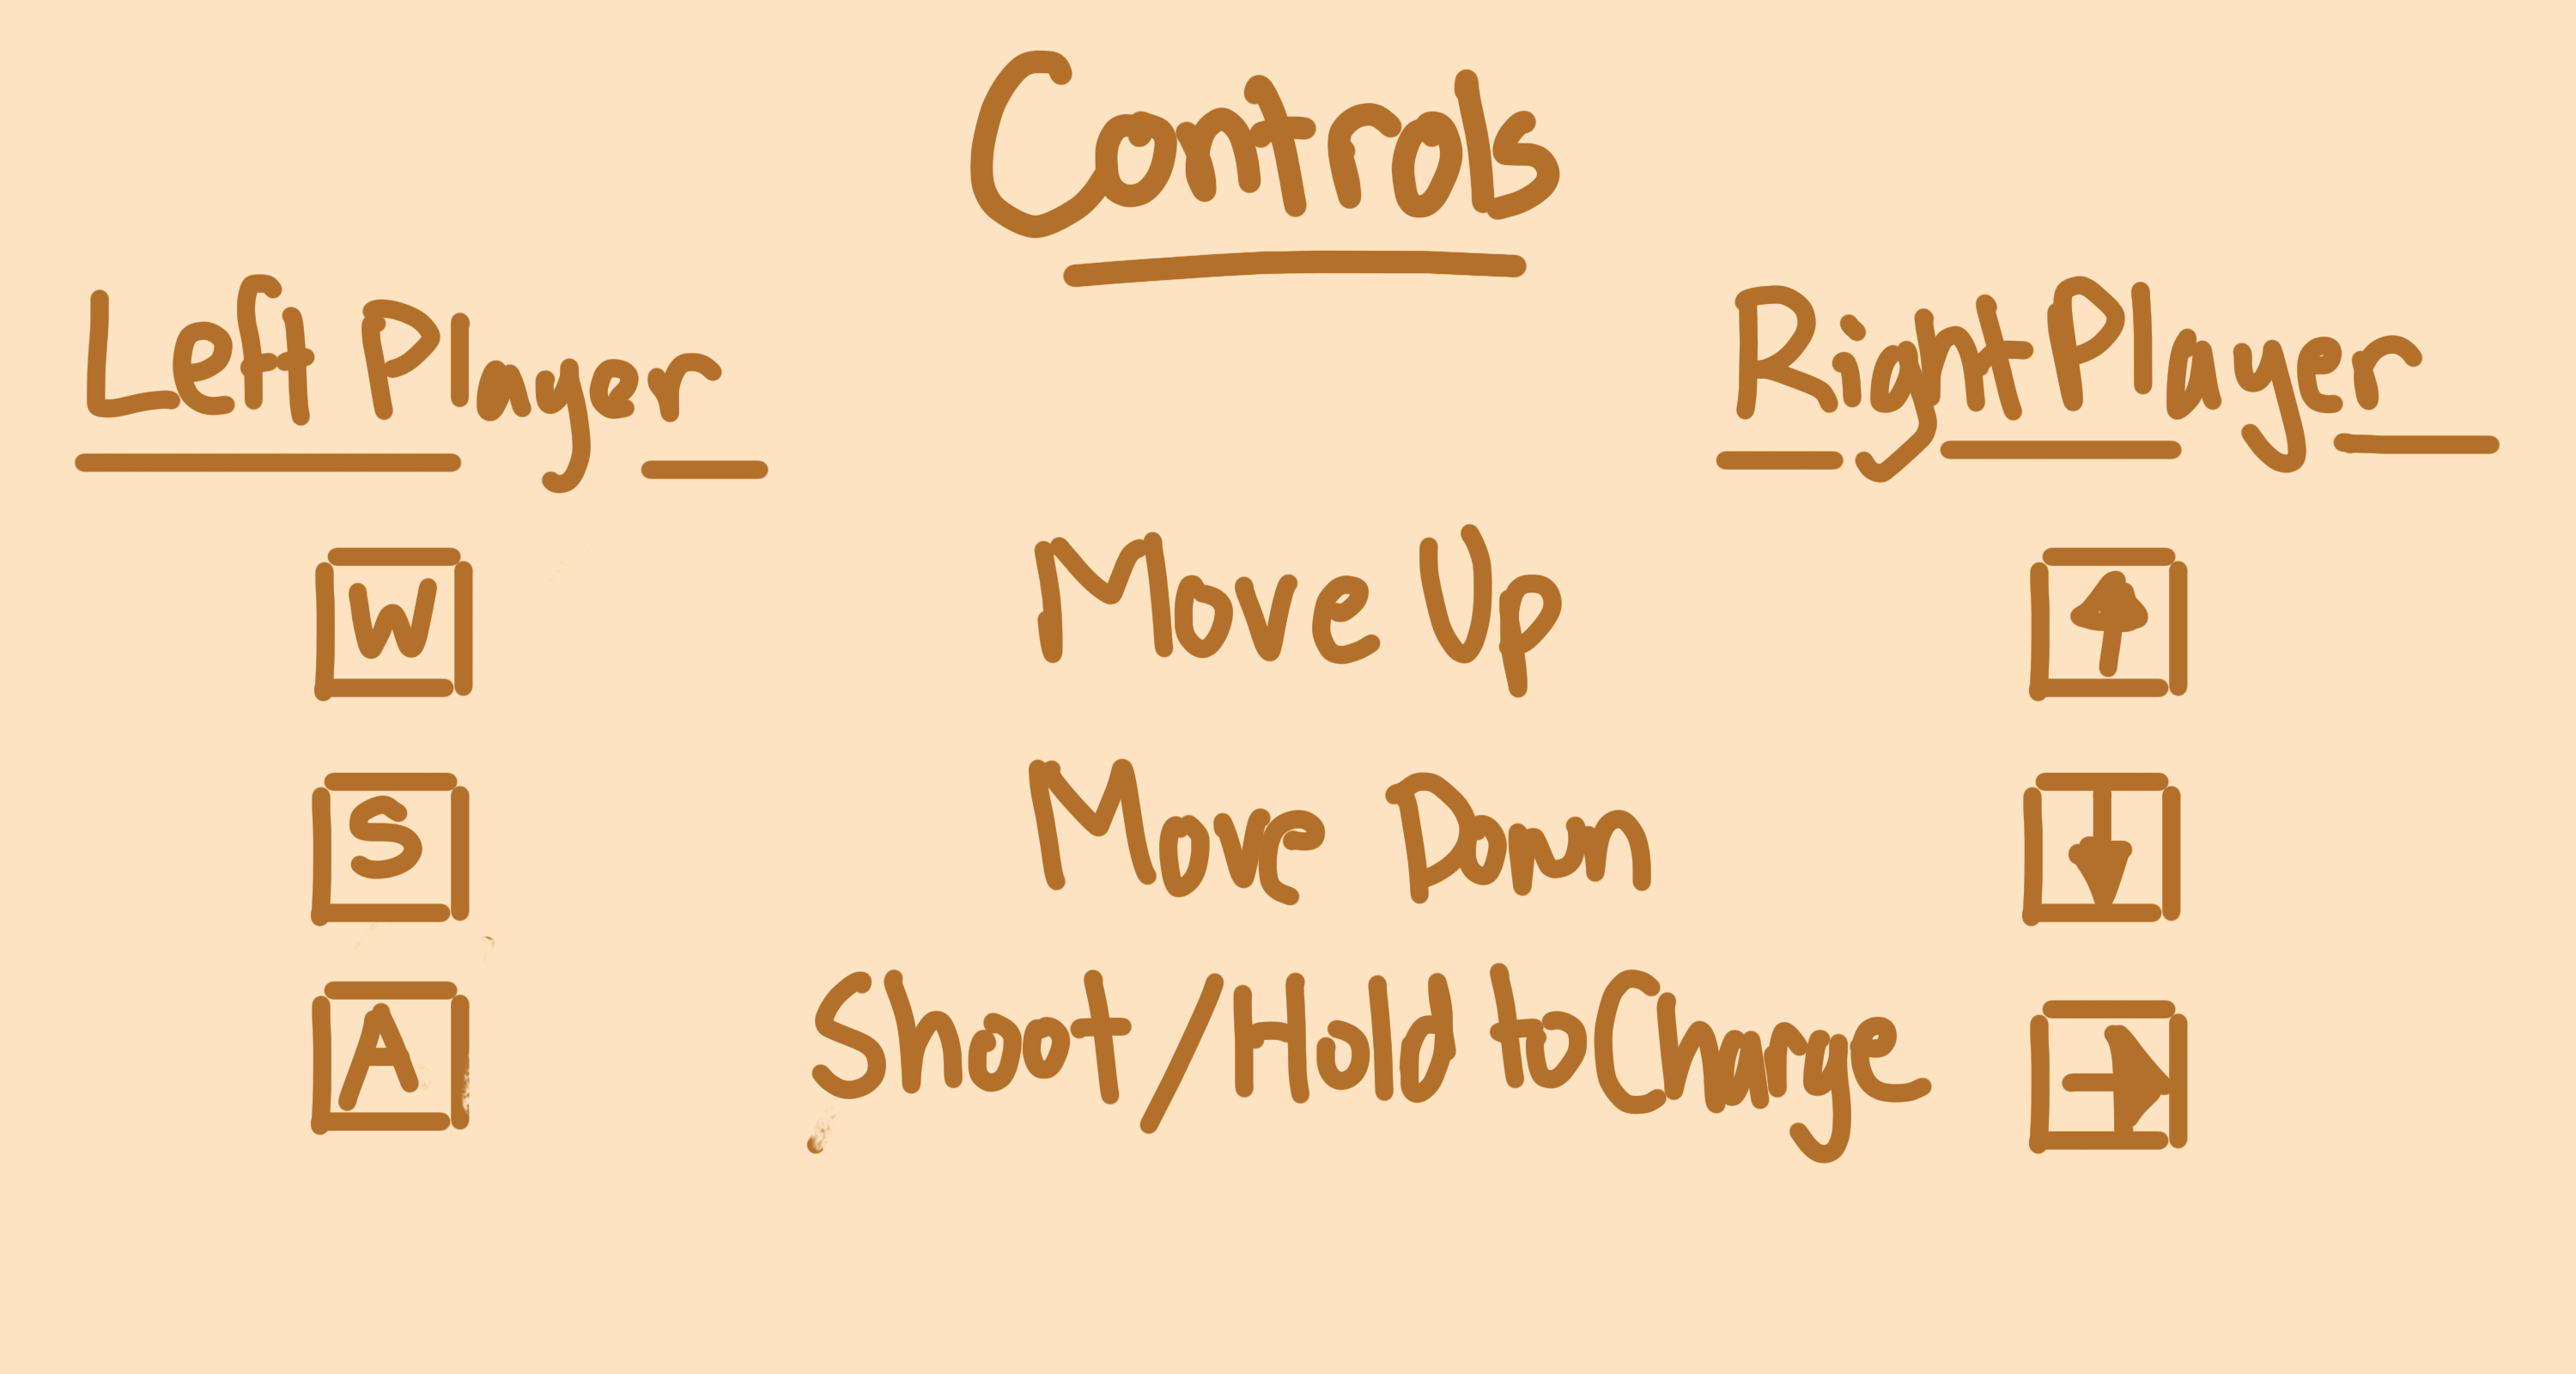 Controls
Left Player Right Player
W Move Up ↑
S Move Down ↓
A Shoot/Hold to Charge →